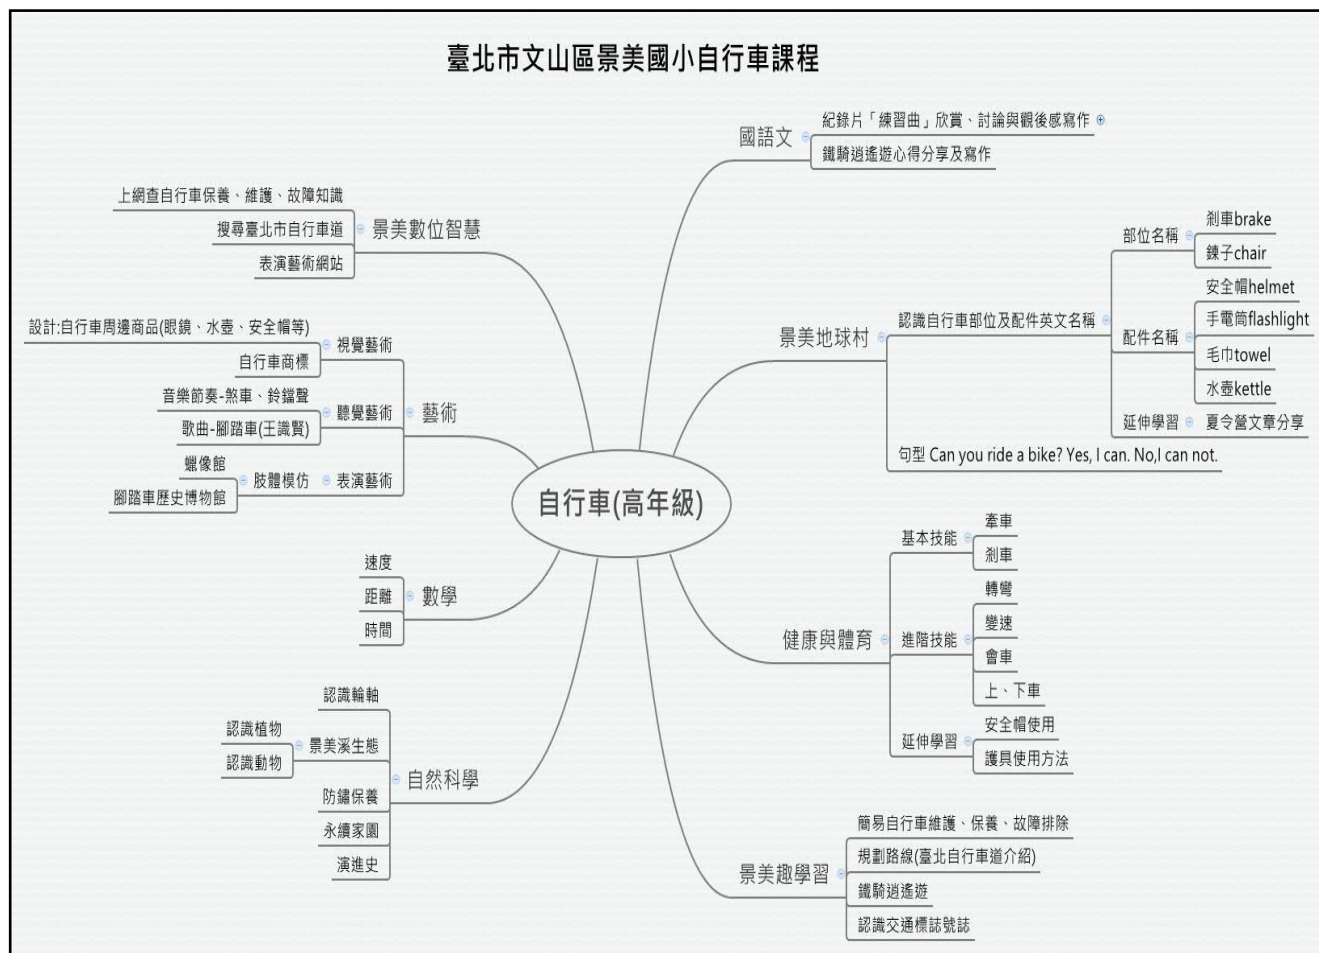 臺北市文山區景美國小自行車課程
自行車(高年級)
國語文
紀錄片「練習曲」欣賞、討論與觀後感寫作
鐵騎逍遙遊心得分享及寫作
景美地球村
認識自行車部位及配件英文名稱
部位名稱
剎車brake
鍊子chair
配件名稱
安全帽helmet
手電筒flashlight
毛巾towel
水壺kettle
延伸學習
夏令營文章分享
句型 Can you ride a bike? Yes, I can. No,I can not.
健康與體育
基本技能
牽車
剎車
進階技能
轉彎
變速
會車
上、下車
延伸學習
安全帽使用
護具使用方法
景美趣學習
簡易自行車維護、保養、故障排除
規劃路線(臺北自行車道介紹)
鐵騎逍遙遊
認識交通標誌號誌
景美數位智慧
上網查自行車保養、維護、故障知識
搜尋臺北市自行車道
表演藝術網站
藝術
視覺藝術
設計:自行車周邊商品(眼鏡、水壺、安全帽等)
自行車商標
聽覺藝術
音樂節奏-煞車、鈴鐺聲
歌曲-腳踏車(王識賢)
表演藝術
肢體模仿
蠟像館
腳踏車歷史博物館
數學
速度
距離
時間
自然科學
認識輪軸
景美溪生態
認識植物
認識動物
防鏽保養
永續家園
演進史